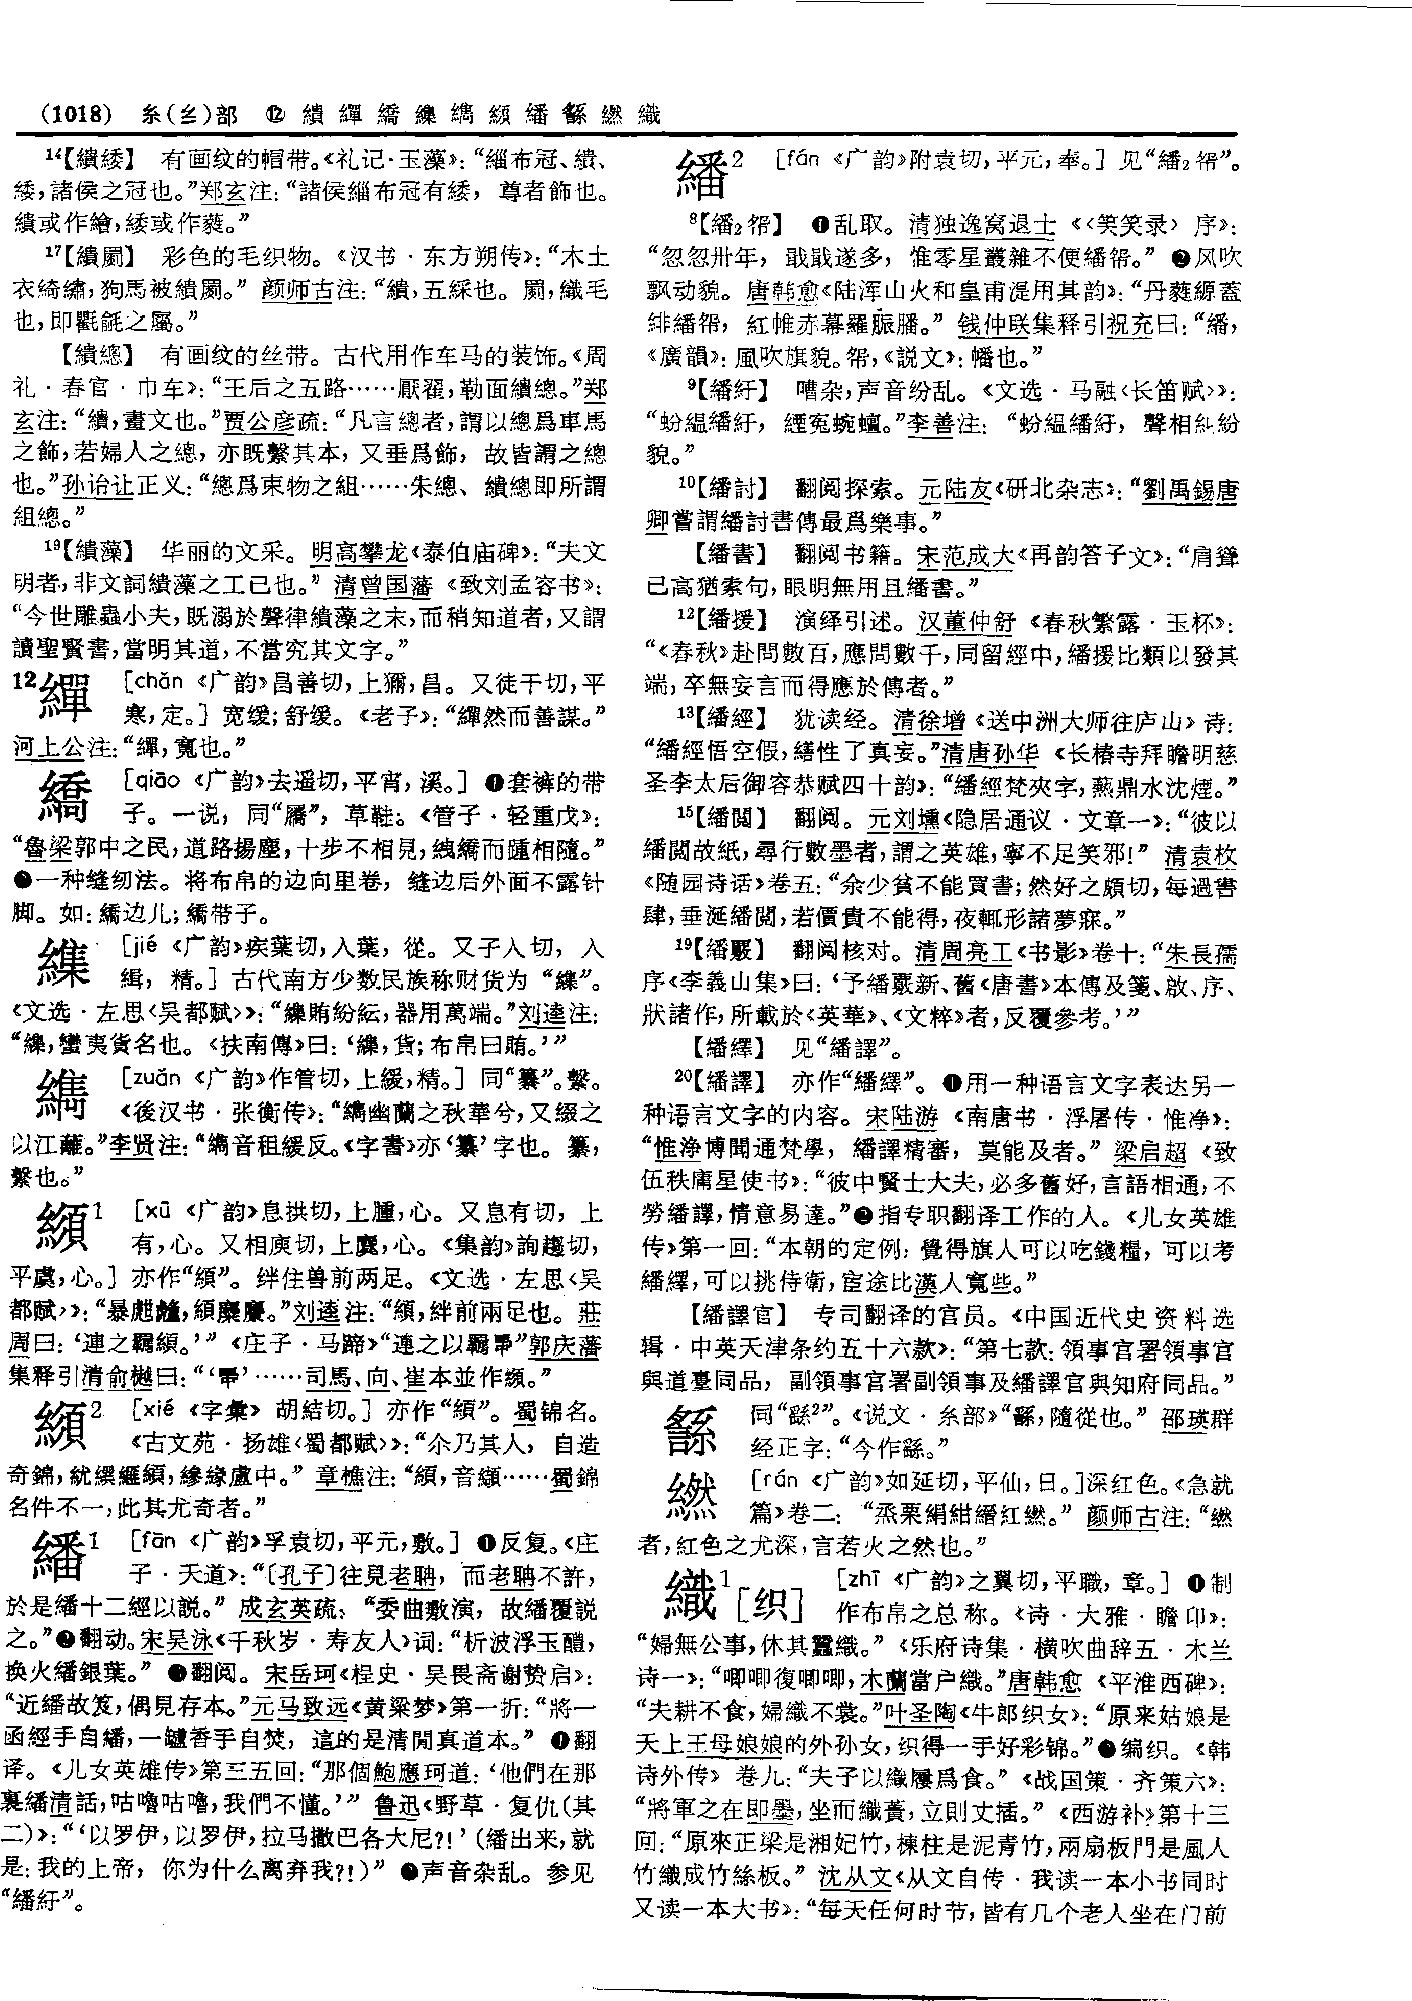 (1018) 糸(纟)部 ⑫ 繢繟繑䌖䌣纐繙䌛繎織
¹⁴【繢緌】 有画纹的帽带。《礼记·玉藻》:“緇布冠、繢、
緌,諸侯之冠也。”郑玄注:“諸侯緇布冠有緌, 尊者飾也。
繢或作繪,緌或作蕤。”
¹⁷【繢罽】 彩色的毛织物。《汉书·东方朔传》:“木土
衣綺繡,狗馬被繢罽。” 颜师古注:“繢,五綵也。罽,織毛
也,即氍毹之屬。”
【繢總】 有画纹的丝带。古代用作车马的装饰。《周
礼·春官·巾车》:“王后之五路……厭翟,勒面繢總。”郑
玄注:“繢,畫文也。”贾公彦疏:“凡言總者,謂以總爲車馬
之飾,若婦人之總, 亦既繫其本, 又垂爲飾, 故皆謂之總
也。”孙诒让正义:“總爲束物之組……朱總、繢總即所謂
組總。”
¹⁹【繢藻】 华丽的文采。明高攀龙《泰伯庙碑》:“夫文
明者,非文詞繢藻之工已也。” 清曾国藩《致刘孟容书》:
“今世雕蟲小夫,既溺於聲律繢藻之末,而稍知道者,又謂
讀聖賢書,當明其道,不當究其文字。”
12 繟 [chǎn 《广韵》昌善切,上獮,昌。又徒干切,平
寒,定。] 宽缓;舒缓。《老子》:“繟然而善謀。”
河上公注:“繟,寬也。”
繑 [qiāo 《广韵》去遥切,平宵,溪。] ❶套裤的带
子。一说, 同“屩”, 草鞋。《管子·轻重戊》:
“魯梁郭中之民,道路揚塵,十步不相見,絏繑而踵相隨。”
❷一种缝纫法。将布帛的边向里卷, 缝边后外面不露针
脚。如:繑边儿;繑带子。
[jié 《广韵》疾葉切,入葉, 從。又子入切, 入
緝, 精。] 古代南方少数民族称财货为“䌖”。
《文选·左思〈吴都赋〉》:“䌖賄紛紜,器用萬端。”刘逵注:
“䌖,蠻夷貨名也。《扶南傳》曰:‘䌖,貨;布帛曰賄。’”
[zuǎn 《广韵》作管切,上緩,精。] 同“纂”。繫。
《後汉书·张衡传》:“䌣幽蘭之秋華兮,又缀之
以江蘺。”李贤注:“䌣音租緩反。《字書》亦‘纂’字也。纂,
繫也。”
纐1 [xǔ 《广韵》息拱切,上腫,心。又息有切, 上
有,心。又相庾切,上麌,心。《集韵》詢趨切,
平虞,心。] 亦作“䋶”。绊住兽前两足。《文选·左思〈吴
都赋〉》:“暴甝虪,䋶麋麖。”刘逵注:“䋶,絆前兩足也。莊
周曰:‘連之羈䋶。’”《庄子·马蹄》“連之以羈馽”郭庆藩
集释引清俞樾曰:“‘馽’……司馬、向、崔本並作纐。”
纐2 [xié 《字彙》胡結切。] 亦作“䋶”。蜀锦名。
《古文苑·扬雄〈蜀都赋〉》:“尒乃其人, 自造
奇錦,紌繏䋶,縿緣盧中。” 章樵注:“䋶,音纈……蜀錦
名件不一,此其尤奇者。”
繙1 [fān 《广韵》孚袁切,平元,敷。] ❶反复。《庄
子·天道》:“〔孔子〕往見老聃, 而老聃不許,
於是繙十二經以説。” 成玄英疏:“委曲敷演, 故繙覆説
之。”❷翻动。宋吴泳《千秋岁·寿友人》词:“析波浮玉醴,
换火繙銀葉。” ❸翻阅。宋岳珂《桯史·吴畏斋谢贽启》:
“近繙故笈,偶見存本。”元马致远《黄粱梦》第一折:“將一
函經手自繙,一罏香手自焚, 這的是清閒真道本。” ❹翻
译。《儿女英雄传》第三五回:“那個鮑應珂道:‘他們在那
裏繙清話,咕嚕咕嚕,我們不懂。’” 鲁迅《野草·复仇(其
二)》:“‘以罗伊,以罗伊,拉马撒巴各大尼?!’(繙出来,就
是:我的上帝, 你为什么离弃我?!)” ❺声音杂乱。参见
“繙紆”。
繙2 [fán 《广韵》附袁切,平元,奉。] 见“繙₂帤”。
⁸【繙₂帤】 ❶乱取。清独逸窝退士《〈笑笑录〉序》:
“忽忽卅年, 戢戢遂多, 惟零星叢雜不便繙帤。” ❷风吹
飘动貌。唐韩愈《陆浑山火和皇甫湜用其韵》:“丹蕤縓蓋
緋繙帤, 紅帷赤幕羅脤膰。” 钱仲联集释引祝充曰:“繙,
《廣韻》:風吹旗貌。帤,《説文》:幡也。”
⁹【繙紆】 嘈杂,声音纷乱。《文选·马融〈长笛赋〉》:
“蚡緼繙紆, 緸冤蜿蟺。”李善注: “蚡緼繙紆, 聲相糾紛
貌。”
¹⁰【繙討】 翻阅探索。元陆友《研北杂志》:“劉禹錫唐
卿嘗謂繙討書傳最爲樂事。”
【繙書】 翻阅书籍。宋范成大《再韵答子文》:“肩聳
已高猶索句,眼明無用且繙書。”
¹²【繙援】 演绎引述。汉董仲舒《春秋繁露·玉杯》:
“《春秋》赴問數百,應問數千,同留經中,繙援比類以發其
端,卒無妄言而得應於傳者。”
¹³【繙經】 犹读经。清徐增《送中洲大师往庐山》诗:
“繙經悟空假,繕性了真妄。”清唐孙华《长椿寺拜瞻明慈
圣李太后御容恭赋四十韵》:“繙經梵夾字,爇鼎水沈煙。”
¹⁵【繙閲】 翻阅。元刘壎《隐居通议·文章一》:“彼以
繙閲故紙,尋行數墨者,謂之英雄,寧不足笑邪!” 清袁枚
《随园诗话》卷五:“余少貧不能買書;然好之頗切,每過書
肆,垂涎繙閲,若價貴不能得,夜輒形諸夢寐。”
¹⁹【繙覈】 翻阅核对。清周亮工《书影》卷十:“朱長孺
序《李義山集》曰:‘予繙覈新、舊《唐書》本傳及箋、啟、序、
狀諸作,所載於《英華》、《文粹》者,反覆參考。’”
【繙繹】 见“繙譯”。
²⁰【繙譯】 亦作“繙繹”。❶用一种语言文字表达另一
种语言文字的内容。宋陆游《南唐书·浮屠传·惟净》:
“惟净博聞通梵學, 繙譯精審, 莫能及者。” 梁启超《致
伍秩庸星使书》:“彼中賢士大夫,必多舊好,言語相通,不
勞繙譯,情意易達。”❷指专职翻译工作的人。《儿女英雄
传》第一回:“本朝的定例:覺得旗人可以吃錢糧, 可以考
繙繹,可以挑侍衛,宦途比漢人寬些。”
【繙譯官】 专司翻译的官员。《中国近代史资料选
辑·中英天津条约五十六款》:“第七款:領事官署領事官
與道臺同品, 副領事官署副領事及繙譯官與知府同品。”
䌛 同“繇²”。《说文·糸部》“䌛,隨從也。” 邵瑛群
经正字:“今作繇。”
繎 [rán 《广韵》如延切,平仙,日。]深红色。《急就
篇》卷二: “烝栗絹紺縉紅繎。” 颜师古注:“繎
者,红色之尤深,言若火之然也。”
織1[织] [zhī 《广韵》之翼切,平職,章。] ❶制
作布帛之总称。《诗·大雅·瞻卬》:
“婦無公事,休其蠶織。” 《乐府诗集·横吹曲辞五·木兰
诗一》:“唧唧復唧唧,木蘭當户織。”唐韩愈《平淮西碑》:
“夫耕不食,婦織不裳。”叶圣陶《牛郎织女》:“原来姑娘是
天上王母娘娘的外孙女,织得一手好彩锦。”❷编织。《韩
诗外传》卷九:“夫子以織屨爲食。”《战国策·齐策六》:
“將軍之在即墨,坐而織蕢,立則丈插。” 《西游补》第十三
回:“原來正梁是湘妃竹,棟柱是泥青竹,兩扇板門是風人
竹織成竹絲板。” 沈从文《从文自传·我读一本小书同时
又读一本大书》:“每天任何时节,皆有几个老人坐在门前